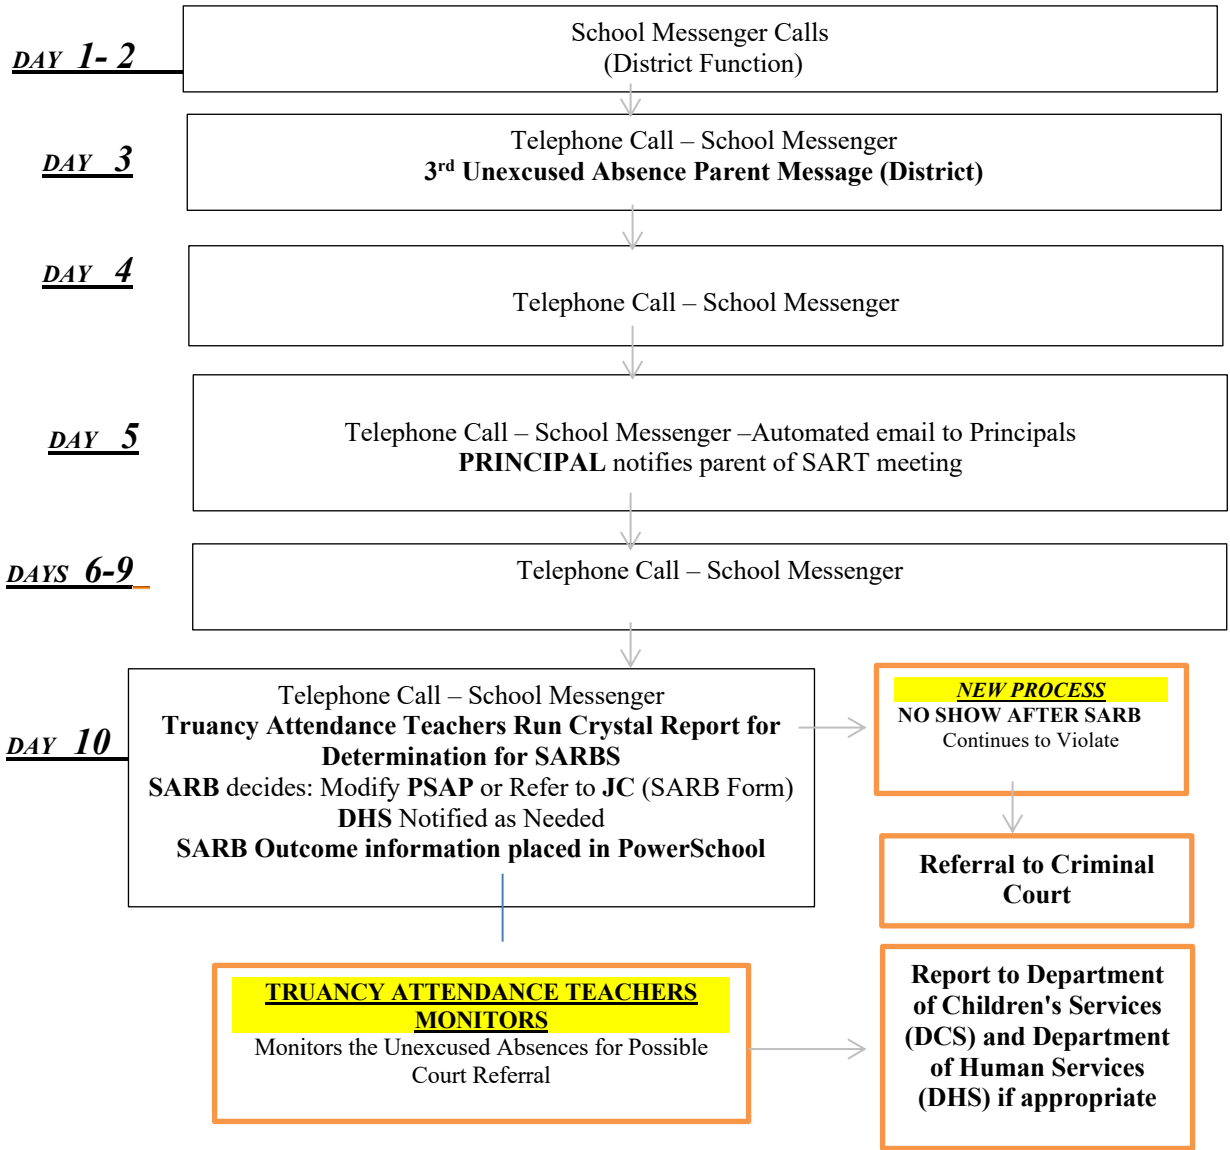 DAY 1- 2
School Messenger Calls
(District Function)
DAY 3
Telephone Call – School Messenger
3rd Unexcused Absence Parent Message (District)
DAY 4
Telephone Call – School Messenger
DAY 5
Telephone Call – School Messenger –Automated email to Principals
PRINCIPAL notifies parent of SART meeting
DAYS 6-9
Telephone Call – School Messenger
DAY 10
Telephone Call – School Messenger
Truancy Attendance Teachers Run Crystal Report for
Determination for SARBS
SARB decides: Modify PSAP or Refer to JC (SARB Form)
DHS Notified as Needed
SARB Outcome information placed in PowerSchool
NEW PROCESS
NO SHOW AFTER SARB
Continues to Violate
Referral to Criminal
Court
TRUANCY ATTENDANCE TEACHERS
MONITORS
Monitors the Unexcused Absences for Possible
Court Referral
Report to Department
of Children's Services
(DCS) and Department
of Human Services
(DHS) if appropriate